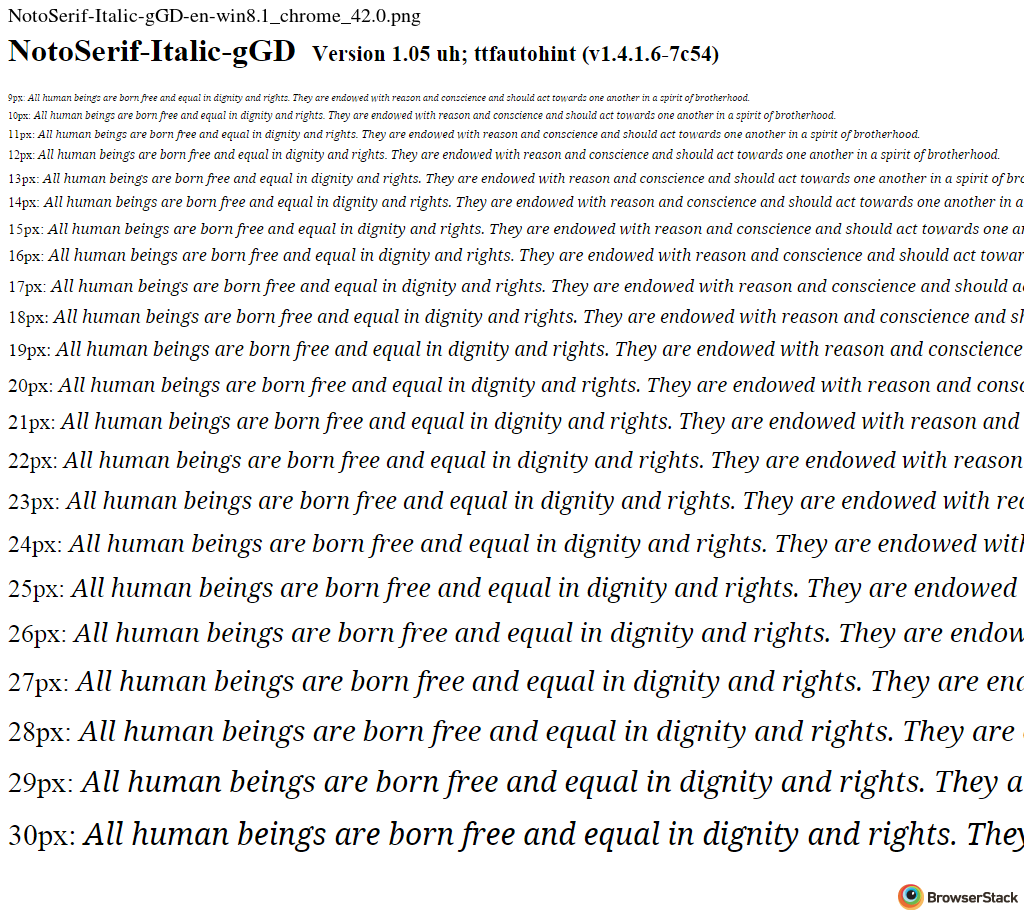 NotoSerif-Italic-gGD-en-win8.1_chrome_42.0.png
NotoSerif-Italic-gGD Version 1.05 uh; ttfautohint (v1.4.1.6-7c54)
9px: All human beings are born free and equal in dignity and rights. They are endowed with reason and conscience and should act towards one another in a spirit of brotherhood.
10px: All human beings are born free and equal in dignity and rights. They are endowed with reason and conscience and should act towards one another in a spirit of brotherhood.
11px: All human beings are born free and equal in dignity and rights. They are endowed with reason and conscience and should act towards one another in a spirit of brotherhood.
12px: All human beings are born free and equal in dignity and rights. They are endowed with reason and conscience and should act towards one another in a spirit of brotherhood.
13px: All human beings are born free and equal in dignity and rights. They are endowed with reason and conscience and should act towards one another in a spirit of bro
14px: All human beings are born free and equal in dignity and rights. They are endowed with reason and conscience and should act towards one another in a
15px: All human beings are born free and equal in dignity and rights. They are endowed with reason and conscience and should act towards one an
16px: All human beings are born free and equal in dignity and rights. They are endowed with reason and conscience and should act towar
17px: All human beings are born free and equal in dignity and rights. They are endowed with reason and conscience and should a
18px: All human beings are born free and equal in dignity and rights. They are endowed with reason and conscience and sh
19px: All human beings are born free and equal in dignity and rights. They are endowed with reason and conscience
20px: All human beings are born free and equal in dignity and rights. They are endowed with reason and consc
21px: All human beings are born free and equal in dignity and rights. They are endowed with reason and
22px: All human beings are born free and equal in dignity and rights. They are endowed with reason
23px: All human beings are born free and equal in dignity and rights. They are endowed with rea
24px: All human beings are born free and equal in dignity and rights. They are endowed with
25px: All human beings are born free and equal in dignity and rights. They are endowed
26px: All human beings are born free and equal in dignity and rights. They are endow
27px: All human beings are born free and equal in dignity and rights. They are end
28px: All human beings are born free and equal in dignity and rights. They are
29px: All human beings are born free and equal in dignity and rights. They a
30px: All human beings are born free and equal in dignity and rights. They
BrowserStack